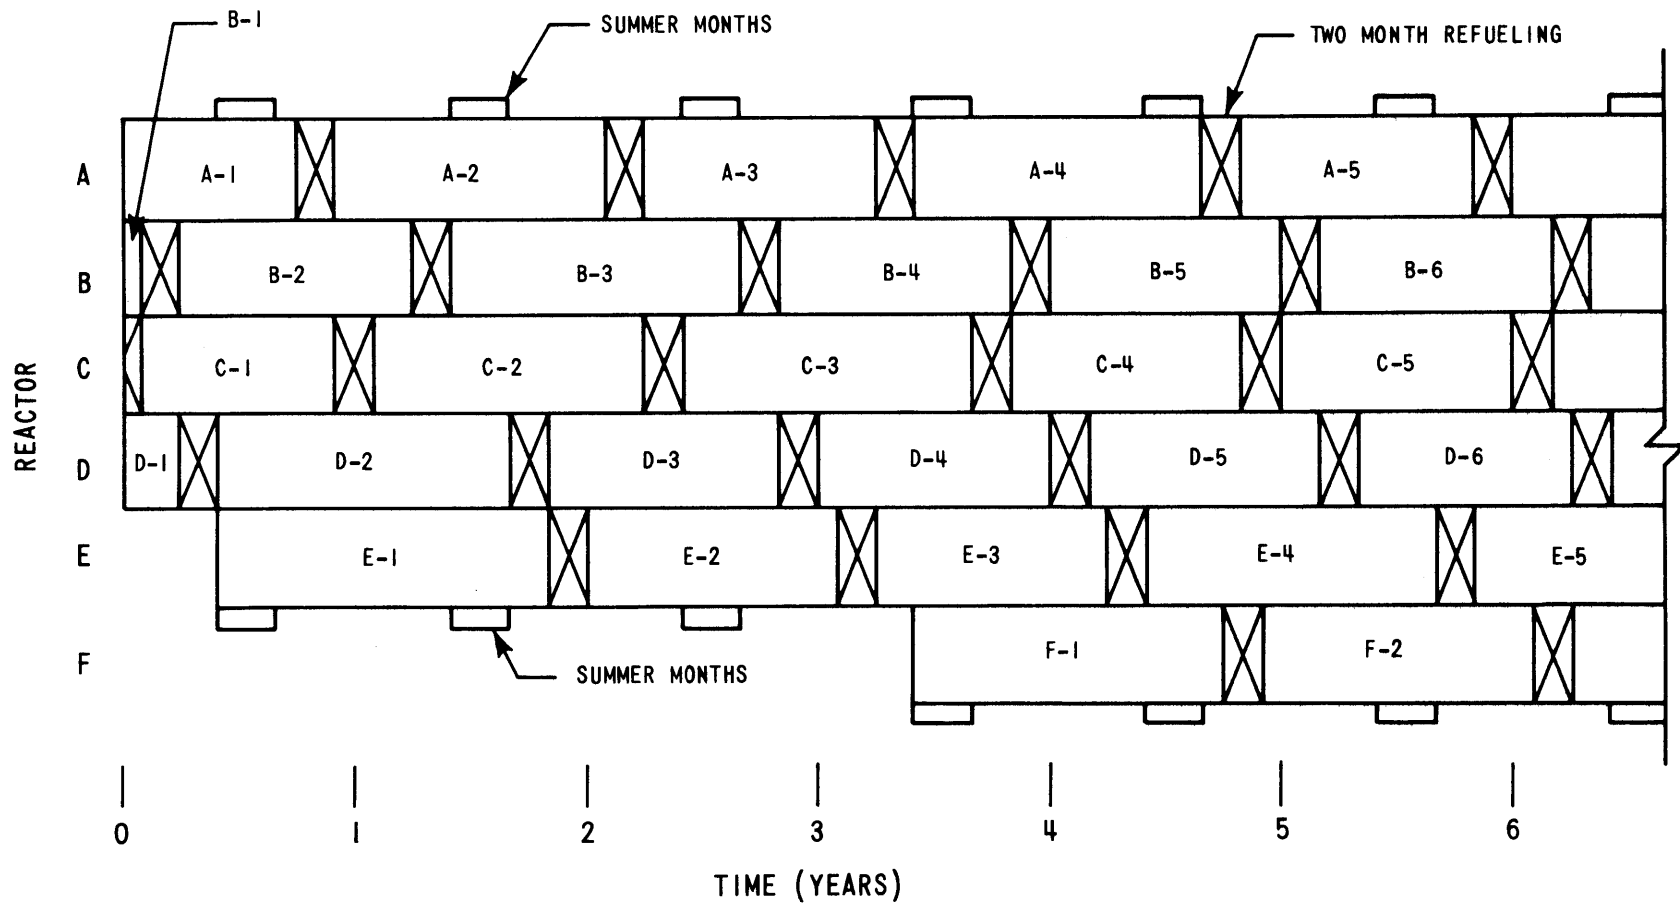 B-1
SUMMER MONTHS
TWO MONTH REFUELING
A
A-1
A-2
A-3
A-4
A-5
B
B-2
B-3
B-4
B-5
B-6
REACTOR
C
C-1
C-2
C-3
C-4
C-5
D
D-1
D-2
D-3
D-4
D-5
D-6
E
E-1
E-2
E-3
E-4
E-5
F
F-1
F-2
SUMMER MONTHS
0
1
2
3
4
5
6
TIME (YEARS)